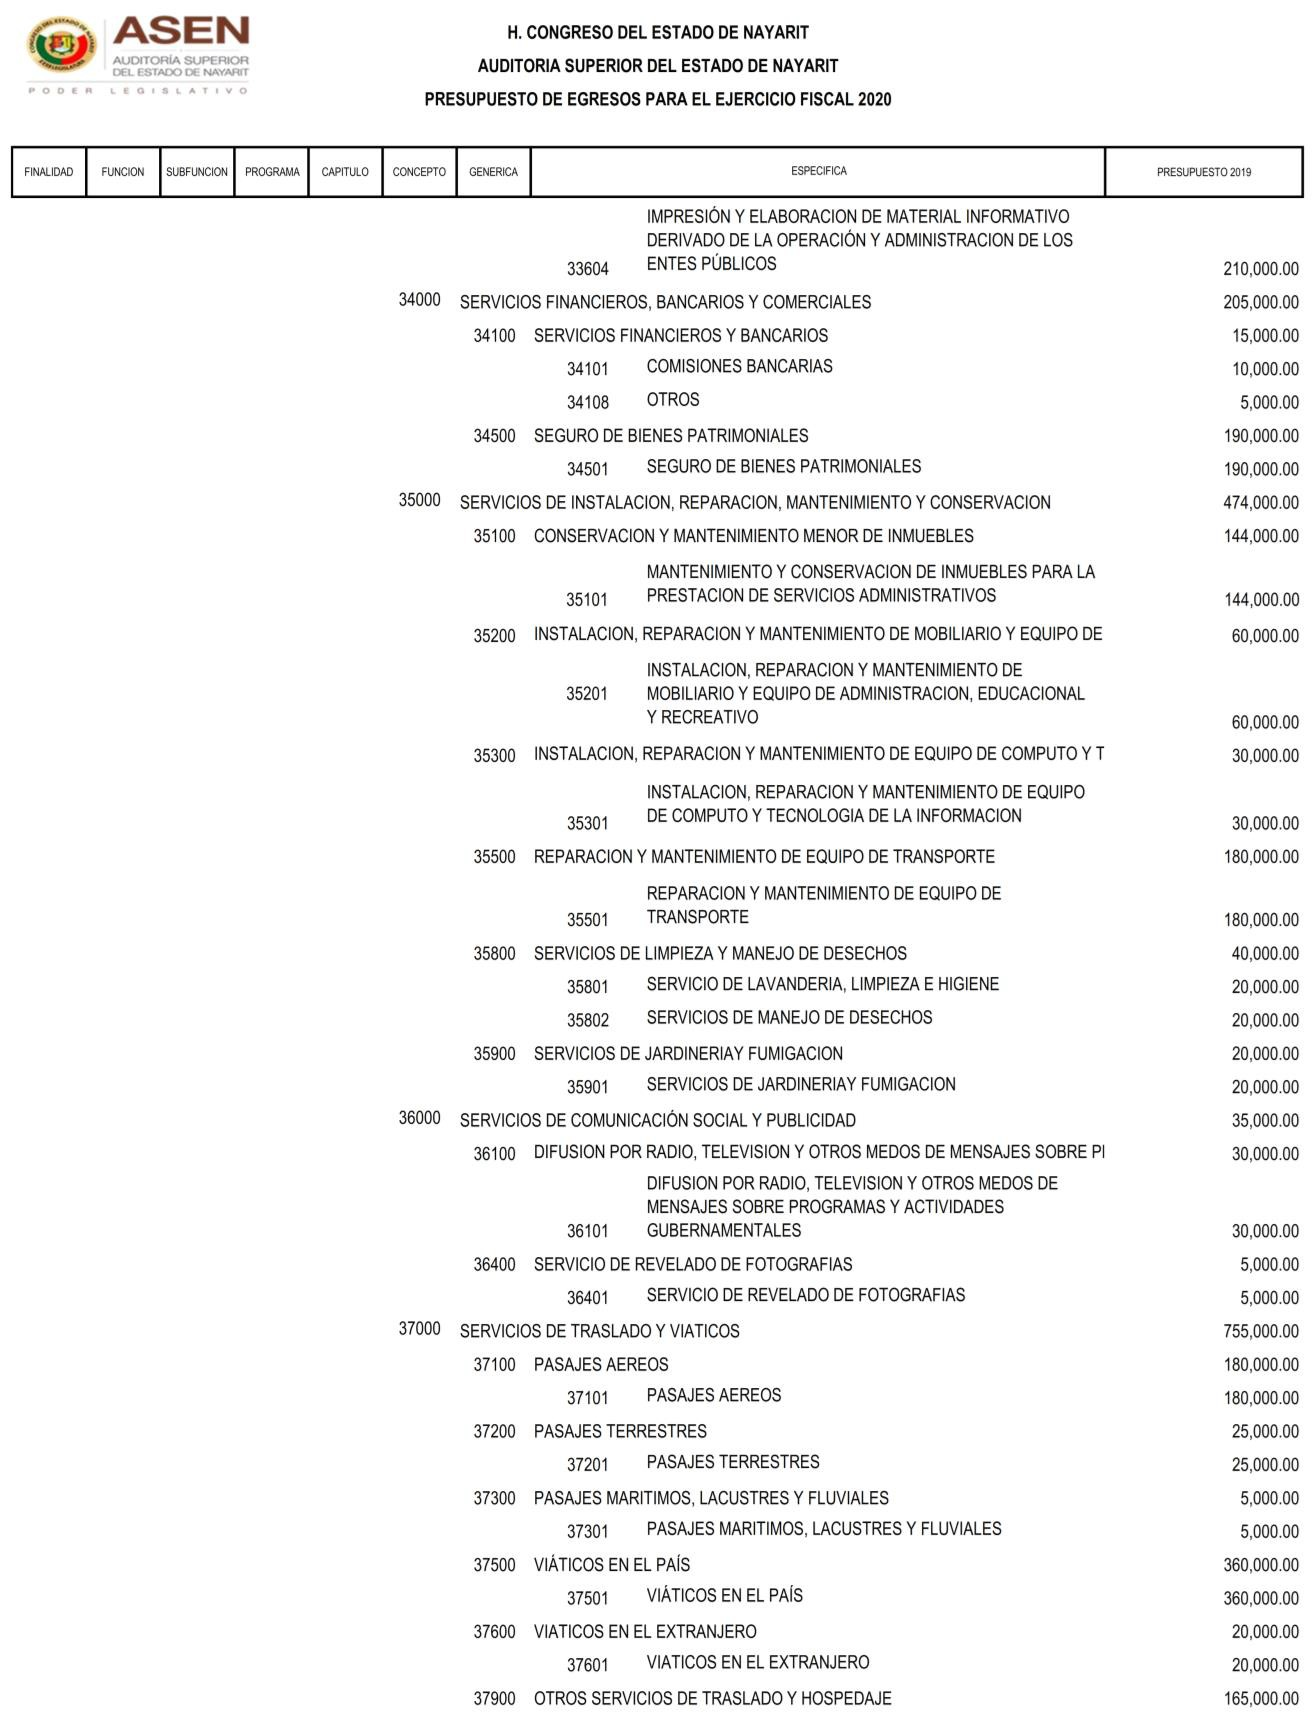 ASEN
AUDITORÍA SUPERIOR
DEL ESTADO DE NAYARIT
PODER LEGISLATIVO
H. CONGRESO DEL ESTADO DE NAYARIT
AUDITORIA SUPERIOR DEL ESTADO DE NAYARIT
PRESUPUESTO DE EGRESOS PARA EL EJERCICIO FISCAL 2020
FINALIDAD FUNCION SUBFUNCION PROGRAMA CAPITULO CONCEPTO GENERICA ESPECIFICA PRESUPUESTO 2019
IMPRESIÓN Y ELABORACION DE MATERIAL INFORMATIVO
DERIVADO DE LA OPERACIÓN Y ADMINISTRACION DE LOS
33604 ENTES PÚBLICOS 210,000.00
34000 SERVICIOS FINANCIEROS, BANCARIOS Y COMERCIALES 205,000.00
34100 SERVICIOS FINANCIEROS Y BANCARIOS 15,000.00
34101 COMISIONES BANCARIAS 10,000.00
34108 OTROS 5,000.00
34500 SEGURO DE BIENES PATRIMONIALES 190,000.00
34501 SEGURO DE BIENES PATRIMONIALES 190,000.00
35000 SERVICIOS DE INSTALACION, REPARACION, MANTENIMIENTO Y CONSERVACION 474,000.00
35100 CONSERVACION Y MANTENIMIENTO MENOR DE INMUEBLES 144,000.00
MANTENIMIENTO Y CONSERVACION DE INMUEBLES PARA LA
35101 PRESTACION DE SERVICIOS ADMINISTRATIVOS 144,000.00
35200 INSTALACION, REPARACION Y MANTENIMIENTO DE MOBILIARIO Y EQUIPO DE 60,000.00
INSTALACION, REPARACION Y MANTENIMIENTO DE
35201 MOBILIARIO Y EQUIPO DE ADMINISTRACION, EDUCACIONAL
Y RECREATIVO 60,000.00
35300 INSTALACION, REPARACION Y MANTENIMIENTO DE EQUIPO DE COMPUTO Y T 30,000.00
INSTALACION, REPARACION Y MANTENIMIENTO DE EQUIPO
35301 DE COMPUTO Y TECNOLOGIA DE LA INFORMACION 30,000.00
35500 REPARACION Y MANTENIMIENTO DE EQUIPO DE TRANSPORTE 180,000.00
REPARACION Y MANTENIMIENTO DE EQUIPO DE
35501 TRANSPORTE 180,000.00
35800 SERVICIOS DE LIMPIEZA Y MANEJO DE DESECHOS 40,000.00
35801 SERVICIO DE LAVANDERIA, LIMPIEZA E HIGIENE 20,000.00
35802 SERVICIOS DE MANEJO DE DESECHOS 20,000.00
35900 SERVICIOS DE JARDINERIAY FUMIGACION 20,000.00
35901 SERVICIOS DE JARDINERIAY FUMIGACION 20,000.00
36000 SERVICIOS DE COMUNICACIÓN SOCIAL Y PUBLICIDAD 35,000.00
36100 DIFUSION POR RADIO, TELEVISION Y OTROS MEDOS DE MENSAJES SOBRE PI 30,000.00
DIFUSION POR RADIO, TELEVISION Y OTROS MEDOS DE
MENSAJES SOBRE PROGRAMAS Y ACTIVIDADES
36101 GUBERNAMENTALES 30,000.00
36400 SERVICIO DE REVELADO DE FOTOGRAFIAS 5,000.00
36401 SERVICIO DE REVELADO DE FOTOGRAFIAS 5,000.00
37000 SERVICIOS DE TRASLADO Y VIATICOS 755,000.00
37100 PASAJES AEREOS 180,000.00
37101 PASAJES AEREOS 180,000.00
37200 PASAJES TERRESTRES 25,000.00
37201 PASAJES TERRESTRES 25,000.00
37300 PASAJES MARITIMOS, LACUSTRES Y FLUVIALES 5,000.00
37301 PASAJES MARITIMOS, LACUSTRES Y FLUVIALES 5,000.00
37500 VIÁTICOS EN EL PAÍS 360,000.00
37501 VIÁTICOS EN EL PAÍS 360,000.00
37600 VIATICOS EN EL EXTRANJERO 20,000.00
37601 VIATICOS EN EL EXTRANJERO 20,000.00
37900 OTROS SERVICIOS DE TRASLADO Y HOSPEDAJE 165,000.00